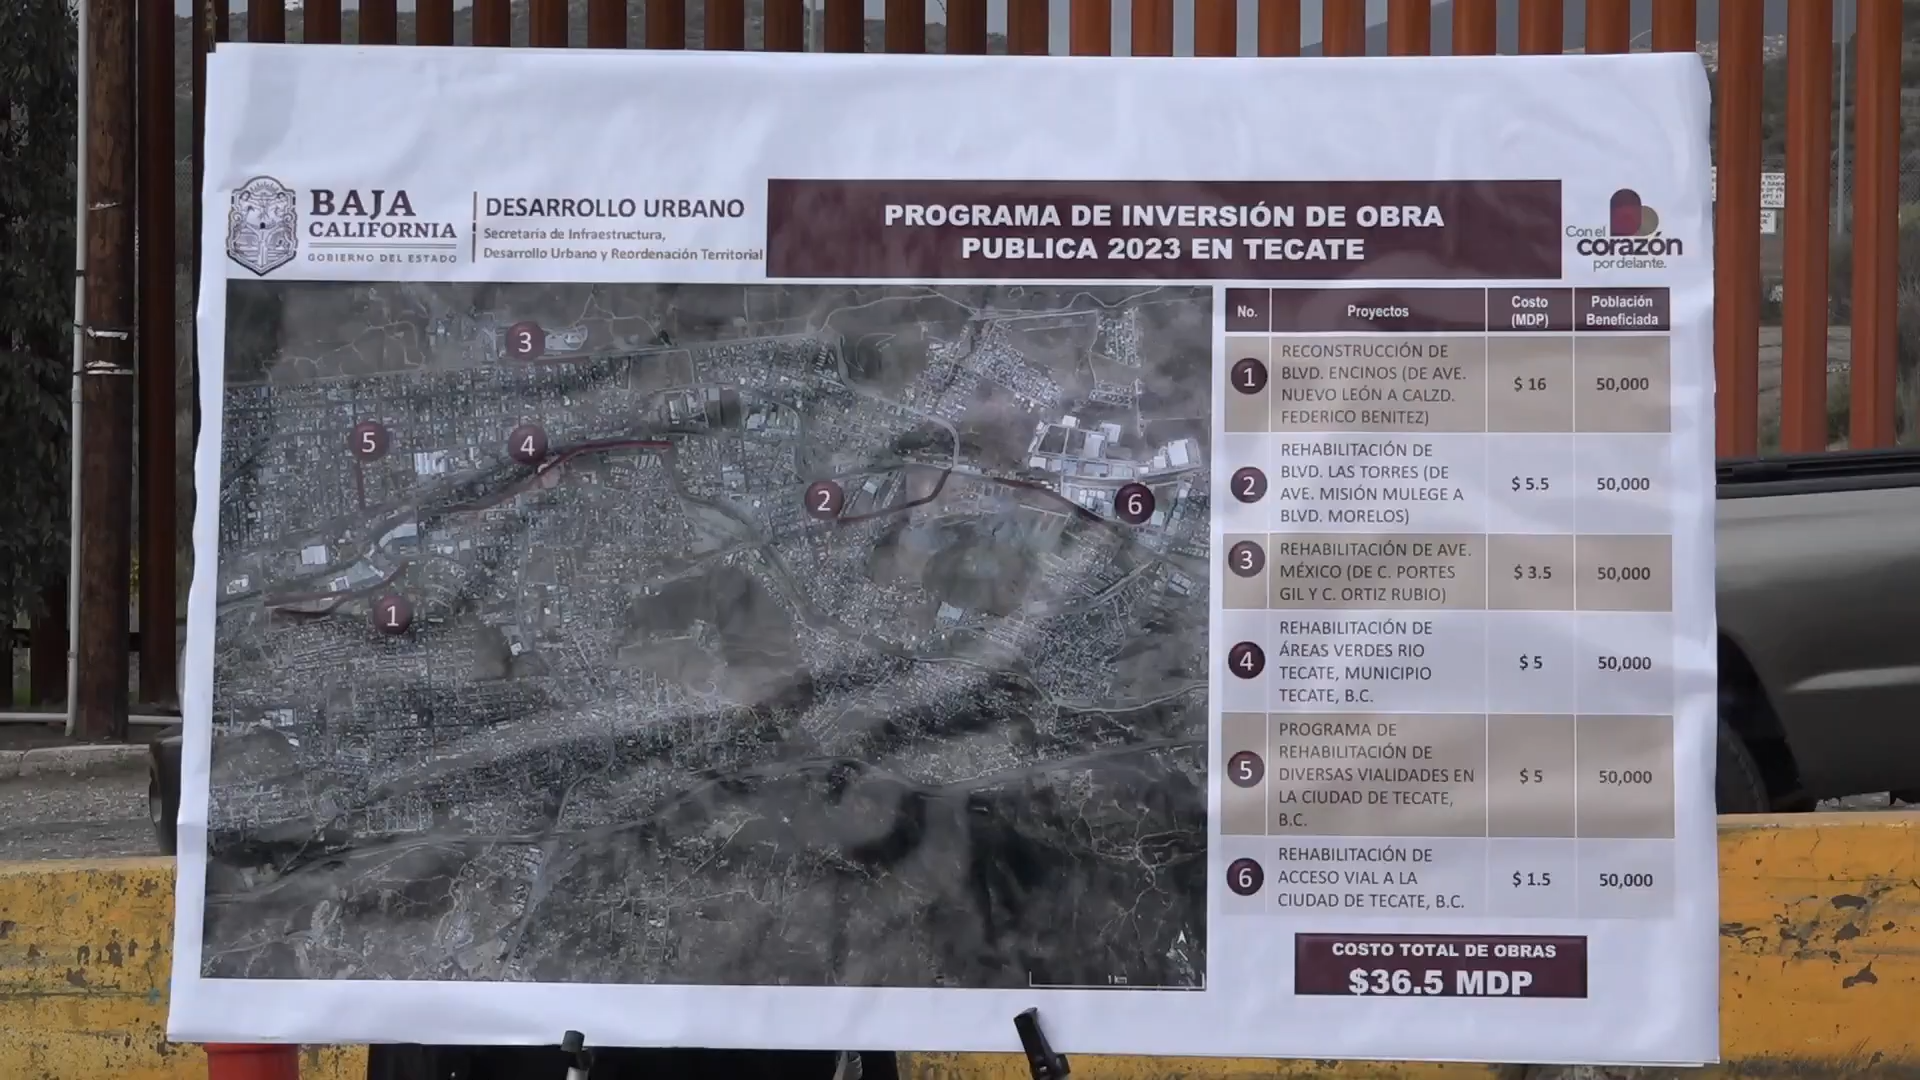 BAJA
CALIFORNIA
GOBIERNO DEL ESTADO
DESARROLLO URBANO
Secretaría de Infraestructura,
Desarrollo Urbano y Reordenación Territorial
PROGRAMA DE INVERSIÓN DE OBRA
PUBLICA 2023 EN TECATE
Con el
corazón
por delante.
3
5
4
2
6
1
1 km
No. Proyectos Costo (MDP) Población Beneficiada
1 RECONSTRUCCIÓN DE
BLVD. ENCINOS (DE AVE.
NUEVO LEÓN A CALZD.
FEDERICO BENITEZ)
$ 16 50,000
2 REHABILITACIÓN DE
BLVD. LAS TORRES (DE
AVE. MISIÓN MULEGE A
BLVD. MORELOS)
$ 5.5 50,000
3 REHABILITACIÓN DE AVE.
MÉXICO (DE C. PORTES
GIL Y C. ORTIZ RUBIO)
$ 3.5 50,000
4 REHABILITACIÓN DE
ÁREAS VERDES RIO
TECATE, MUNICIPIO
TECATE, B.C.
$ 5 50,000
5 PROGRAMA DE
REHABILITACIÓN DE
DIVERSAS VIALIDADES EN
LA CIUDAD DE TECATE,
B.C.
$ 5 50,000
6 REHABILITACIÓN DE
ACCESO VIAL A LA
CIUDAD DE TECATE, B.C.
$ 1.5 50,000
COSTO TOTAL DE OBRAS
$36.5 MDP